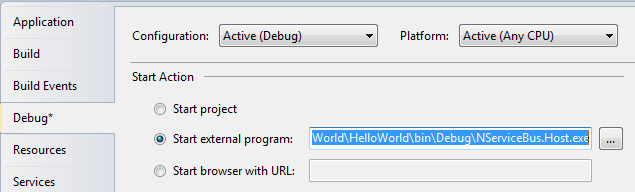 Application
Configuration: Active (Debug) Platform: Active (Any CPU)
Build
Build Events
Start Action
Debug*
Start project
Start external program: World\HelloWorld\bin\Debug\NServiceBus.Host.exe ...
Resources
Start browser with URL:
Services